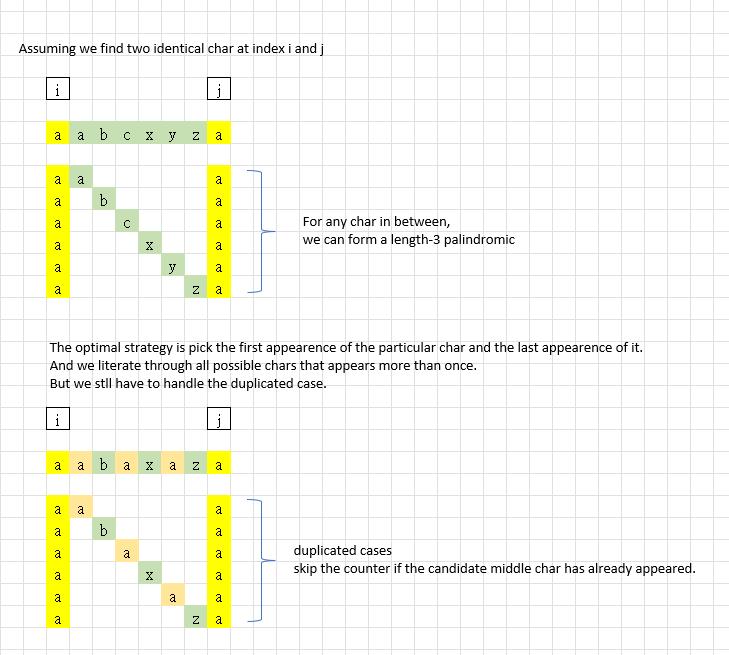 Assuming we find two identical char at index i and j
i j
a a b c x y z a
a a a
a b a
a c a
For any char in between,
a x a
we can form a length-3 palindromic
a y a
a z a
The optimal strategy is pick the first appearence of the particular char and the last appearence of it.
And we literate through all possible chars that appears more than once.
But we stll have to handle the duplicated case.
i j
a a b a x a z a
a a a
a b a
a a a
duplicated cases
a x a
skip the counter if the candidate middle char has already appeared.
a a a
a z a